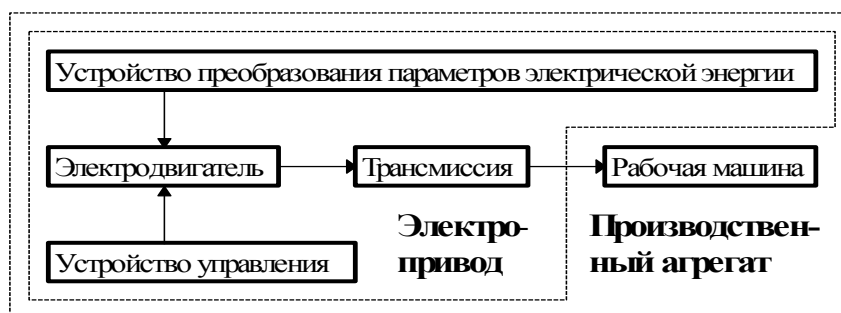 Устройство преобразования параметров электрической энергии
Электродвигатель
Трансмиссия
Рабочая машина
Электро-
привод
Производствен-
ный агрегат
Устройство управления